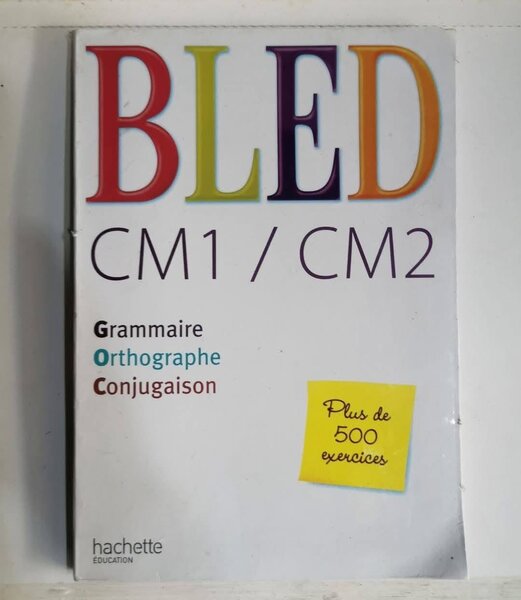 BLED
CM1 / CM2
Grammaire
Orthographe
Conjugaison
Plus de
500
exercices
hachette
ÉDUCATION